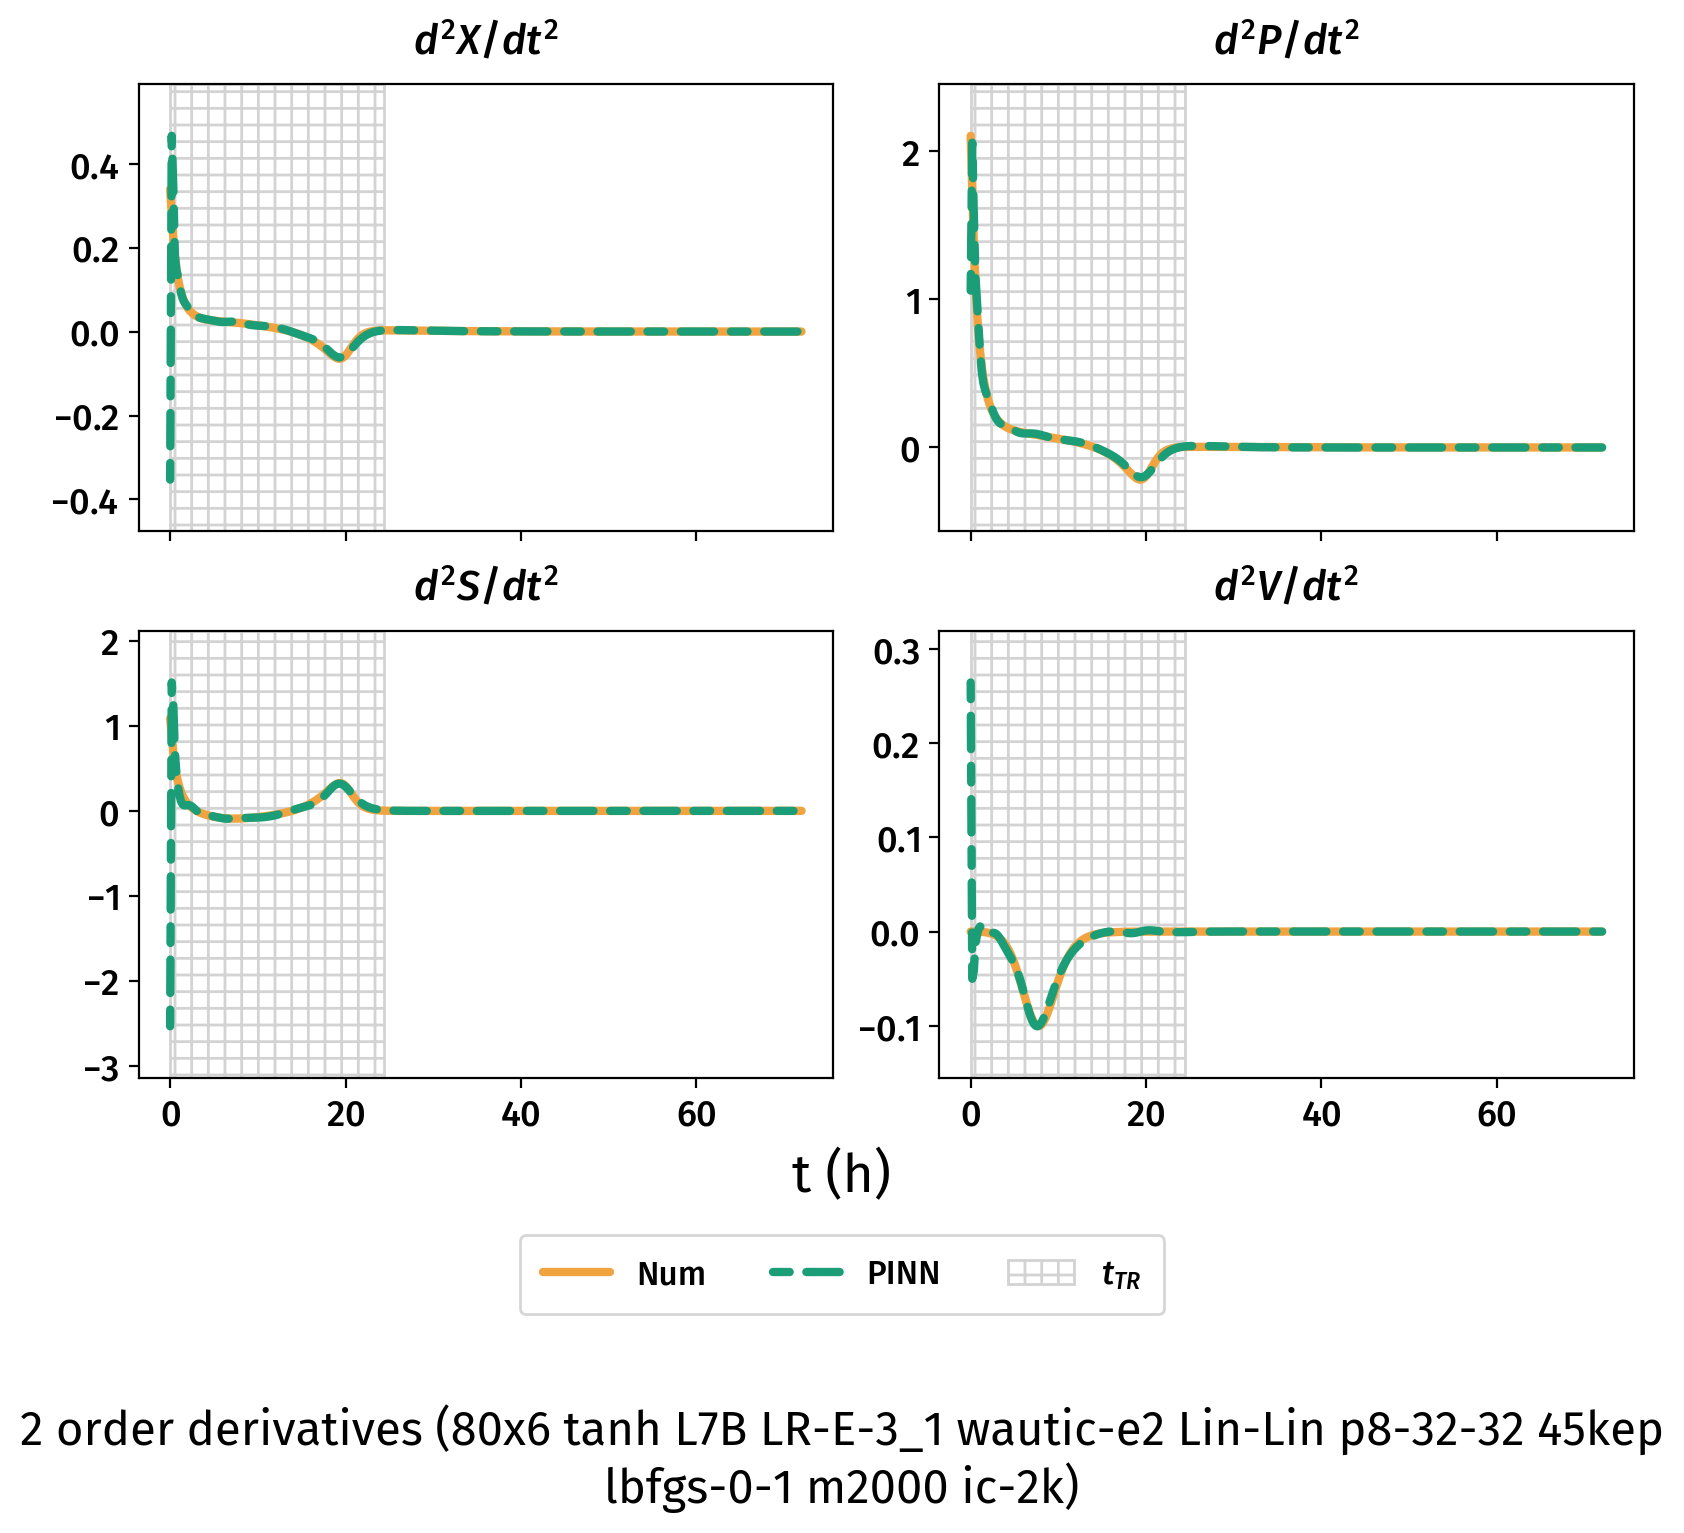 d²X/dt²
d²P/dt²
0.4
0.2
0.0
−0.2
−0.4
2
1
0
d²S/dt²
d²V/dt²
2
1
0
−1
−2
−3
0.3
0.2
0.1
0.0
−0.1
0 20 40 60
0 20 40 60
t (h)
Num PINN t_TR
2 order derivatives (80x6 tanh L7B LR-E-3_1 wautic-e2 Lin-Lin p8-32-32 45kep
lbfgs-0-1 m2000 ic-2k)